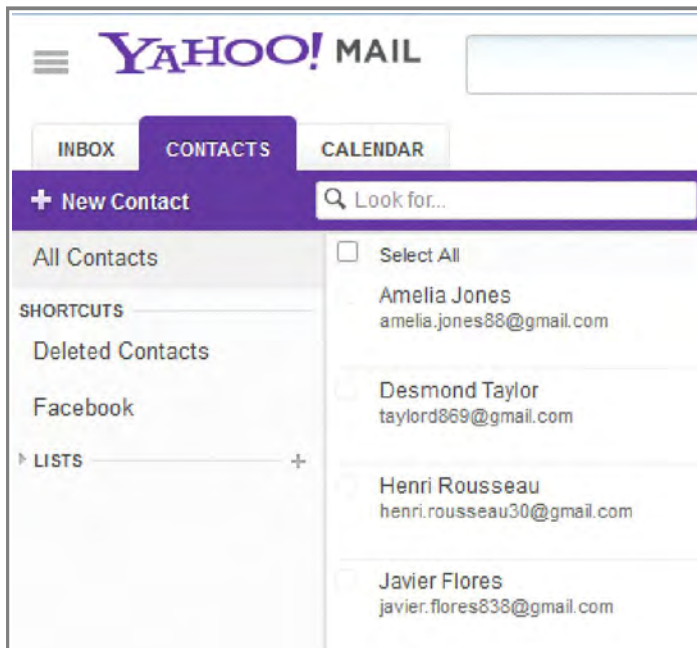 YAHOO! MAIL
INBOX CONTACTS CALENDAR
+ New Contact Look for...
All Contacts
SHORTCUTS
Deleted Contacts
Facebook
LISTS +
Select All
Amelia Jones
amelia.jones88@gmail.com
Desmond Taylor
taylord869@gmail.com
Henri Rousseau
henri.rousseau30@gmail.com
Javier Flores
javier.flores838@gmail.com